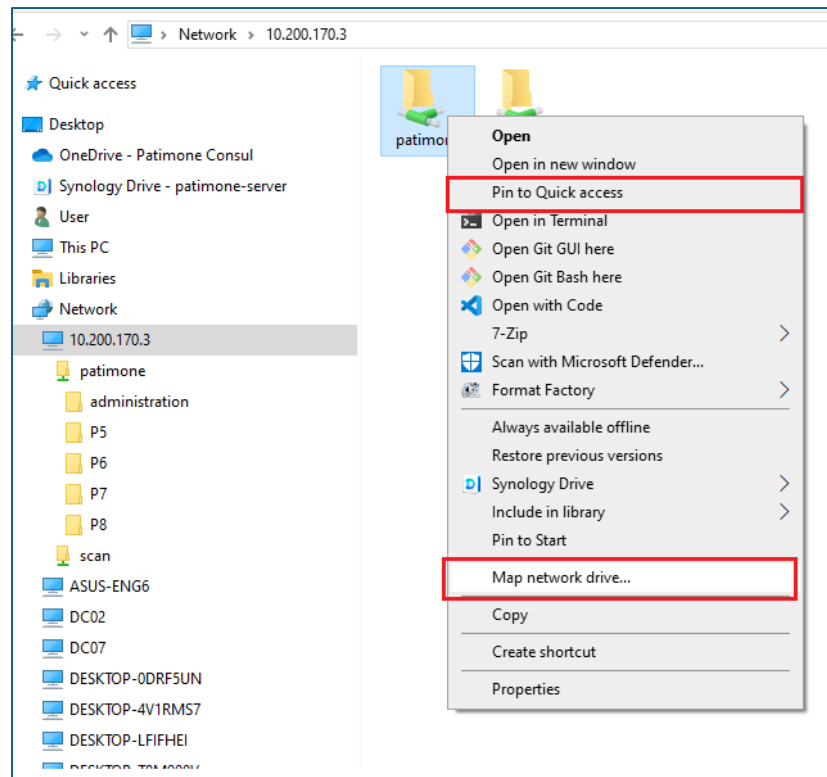 Network > 10.200.170.3
Quick access
Desktop
OneDrive - Patimone Consul
Synology Drive - patimone-server
User
This PC
Libraries
Network
10.200.170.3
patimone
administration
P5
P6
P7
P8
scan
ASUS-ENG6
DC02
DC07
DESKTOP-0DRF5UN
DESKTOP-4V1RMS7
DESKTOP-LFIFHEI
Open
Open in new window
Pin to Quick access
Open in Terminal
Open Git GUI here
Open Git Bash here
Open with Code
7-Zip
Scan with Microsoft Defender...
Format Factory
Always available offline
Restore previous versions
Synology Drive
Include in library
Pin to Start
Map network drive...
Copy
Create shortcut
Properties